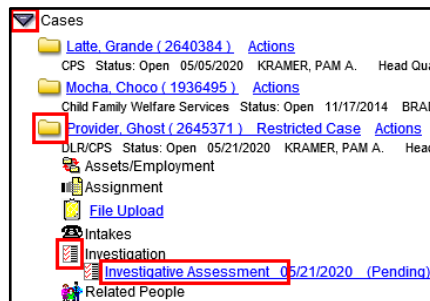 Cases
Latte, Grande ( 2640384 ) Actions
CPS Status: Open 05/05/2020 KRAMER, PAM A. Head Qua
Mocha, Choco ( 1936495 ) Actions
Child Family Welfare Services Status: Open 11/17/2014 BRA
Provider, Ghost ( 2645371 ) Restricted Case Actions
DLR/CPS Status: Open 05/21/2020 KRAMER, PAM A. Head
Assets/Employment
Assignment
File Upload
Intakes
Investigation
Investigative Assessment 05/21/2020 (Pending)
Related People